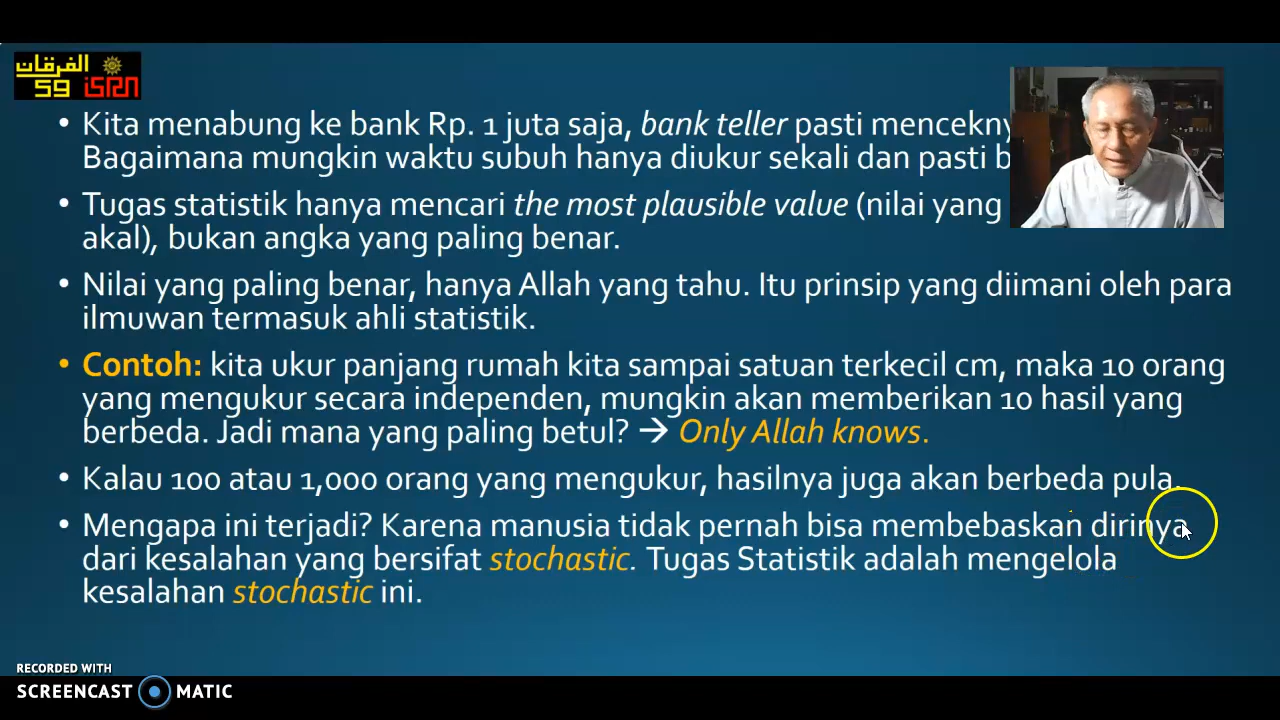 الفرقان
59 ISRN
• Kita menabung ke bank Rp. 1 juta saja, bank teller pasti menceknya
Bagaimana mungkin waktu subuh hanya diukur sekali dan pasti
• Tugas statistik hanya mencari the most plausible value (nilai yang
akal), bukan angka yang paling benar.
• Nilai yang paling benar, hanya Allah yang tahu. Itu prinsip yang diimani oleh para
ilmuwan termasuk ahli statistik.
• Contoh: kita ukur panjang rumah kita sampai satuan terkecil cm, maka 10 orang
yang mengukur secara independen, mungkin akan memberikan 10 hasil yang
berbeda. Jadi mana yang paling betul? → Only Allah knows.
• Kalau 100 atau 1,000 orang yang mengukur, hasilnya juga akan berbeda pula.
• Mengapa ini terjadi? Karena manusia tidak pernah bisa membebaskan dirinya
dari kesalahan yang bersifat stochastic. Tugas Statistik adalah mengelola
kesalahan stochastic ini.
RECORDED WITH
SCREENCAST MATIC